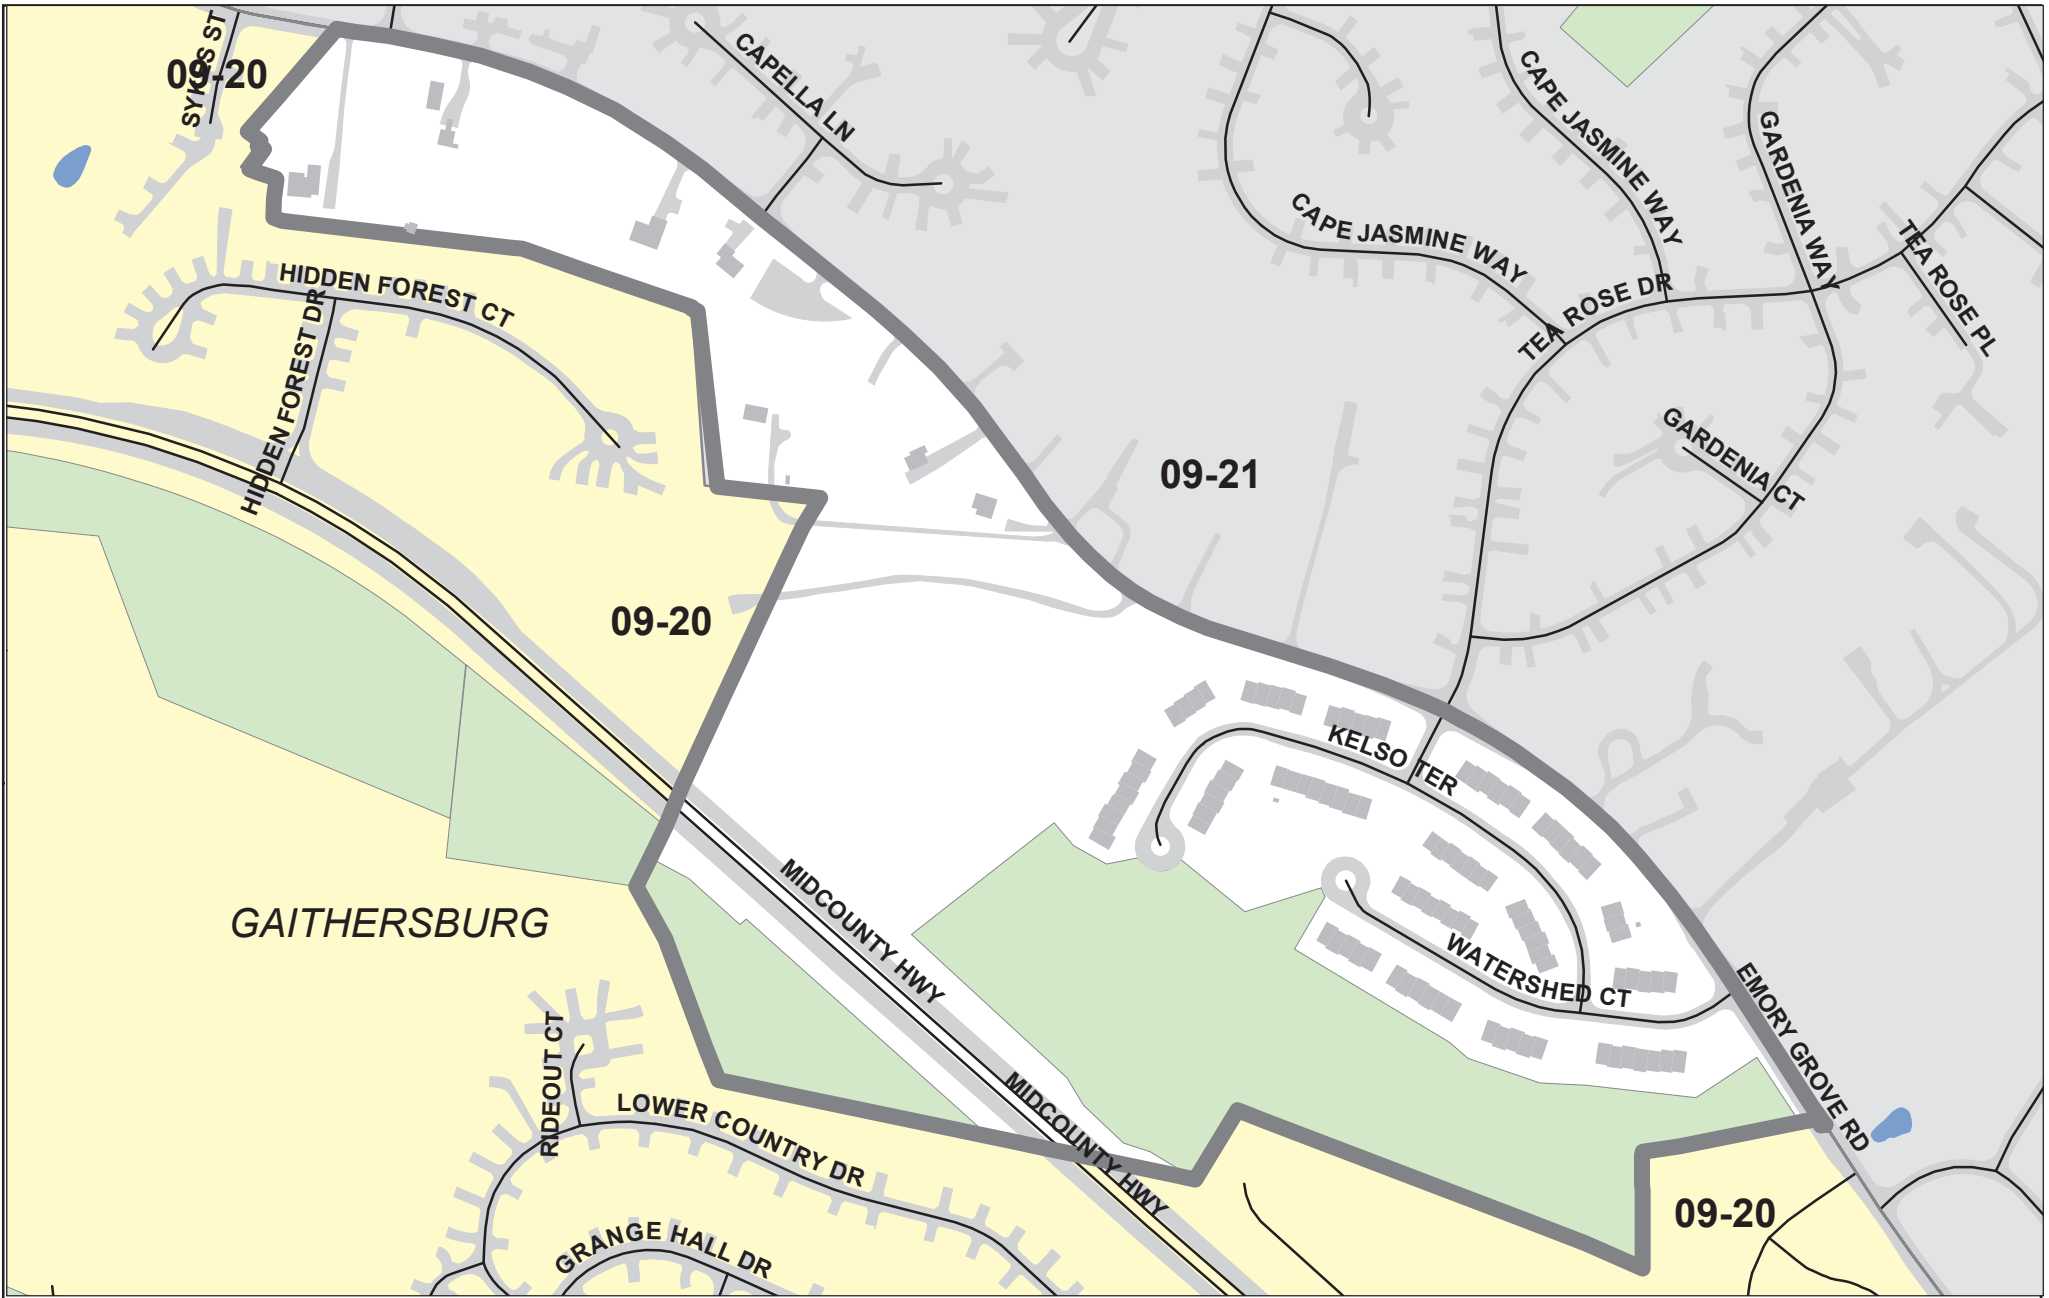 SYKES ST
09-20
CAPELLA LN
CAPE JASMINE WAY
GARDENIA WAY
CAPE JASMINE WAY
TEA ROSE PL
TEA ROSE DR
HIDDEN FOREST CT
HIDDEN FOREST DR
GARDENIA CT
09-21
09-20
KELSO TER
GAITHERSBURG
MIDCOUNTY HWY
WATERSHED CT
EMORY GROVE RD
RIDEOUT CT
LOWER COUNTRY DR
MIDCOUNTY HWY
09-20
GRANGE HALL DR